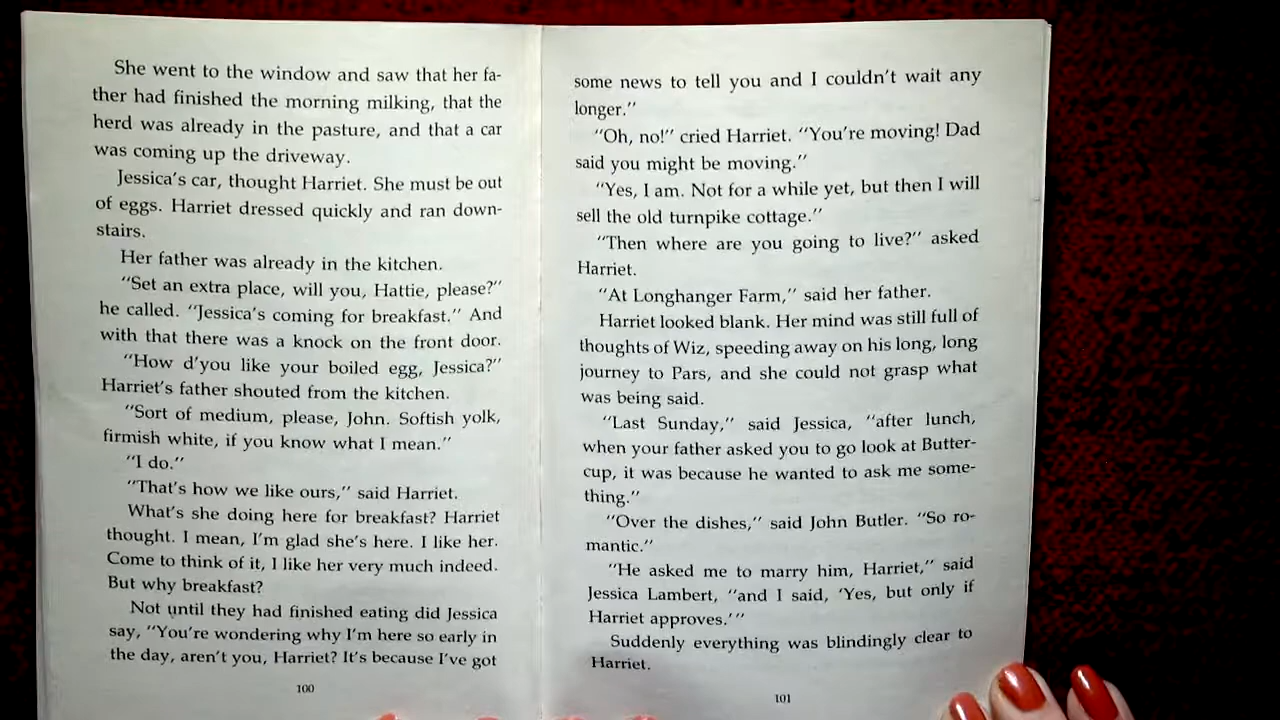 She went to the window and saw that her fa-
ther had finished the morning milking, that the
herd was already in the pasture, and that a car
was coming up the driveway.
Jessica's car, thought Harriet. She must be out
of eggs. Harriet dressed quickly and ran down-
stairs.
Her father was already in the kitchen.
"Set an extra place, will you, Hattie, please?"
he called. "Jessica's coming for breakfast." And
with that there was a knock on the front door.
"How d'you like your boiled egg, Jessica?"
Harriet's father shouted from the kitchen.
"Sort of medium, please, John. Softish yolk,
firmish white, if you know what I mean."
"I do."
"That's how we like ours," said Harriet.
What's she doing here for breakfast? Harriet
thought. I mean, I'm glad she's here. I like her.
Come to think of it, I like her very much indeed.
But why breakfast?
Not until they had finished eating did Jessica
say, "You're wondering why I'm here so early in
the day, aren't you, Harriet? It's because I've got
100
some news to tell you and I couldn't wait any
longer."
"Oh, no!" cried Harriet. "You're moving! Dad
said you might be moving."
"Yes, I am. Not for a while yet, but then I will
sell the old turnpike cottage."
"Then where are you going to live?" asked
Harriet.
"At Longhanger Farm," said her father.
Harriet looked blank. Her mind was still full of
thoughts of Wiz, speeding away on his long, long
journey to Pars, and she could not grasp what
was being said.
"Last Sunday," said Jessica, "after lunch,
when your father asked you to go look at Butter-
cup, it was because he wanted to ask me some-
thing."
"Over the dishes," said John Butler. "So ro-
mantic."
"He asked me to marry him, Harriet," said
Jessica Lambert, "and I said, 'Yes, but only if
Harriet approves.'"
Suddenly everything was blindingly clear to
Harriet.
101